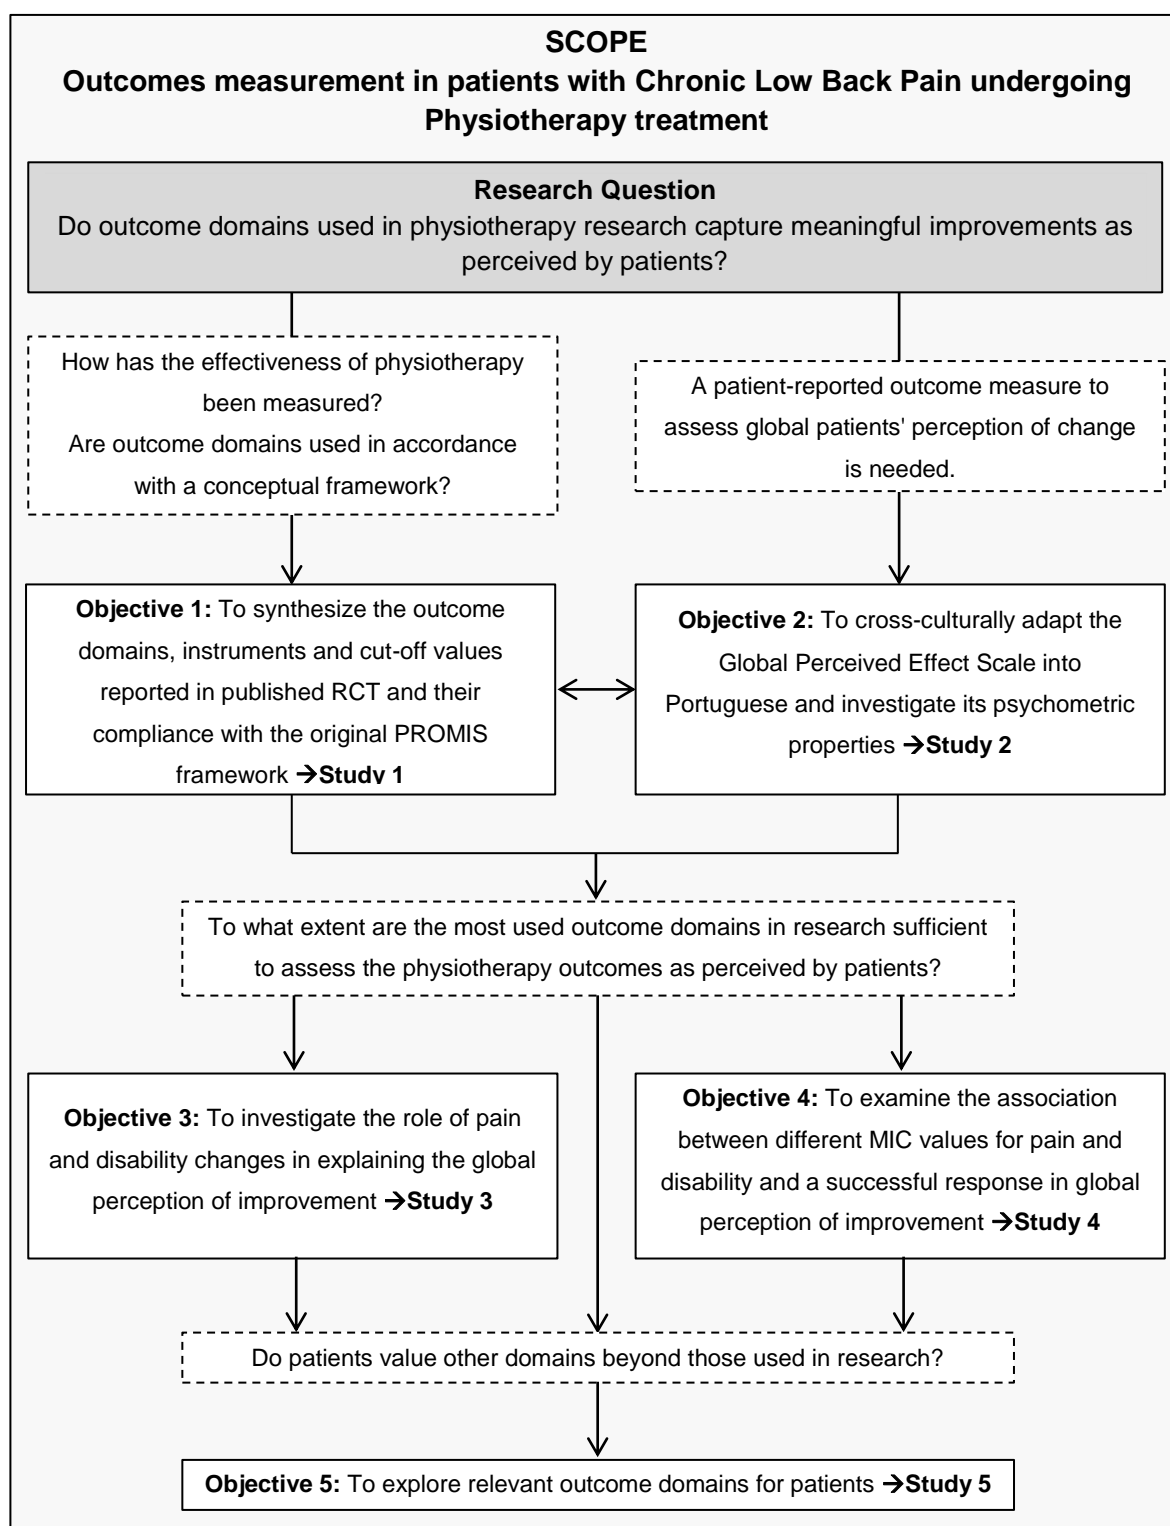 SCOPE
Outcomes measurement in patients with Chronic Low Back Pain undergoing
Physiotherapy treatment
Research Question
Do outcome domains used in physiotherapy research capture meaningful improvements as
perceived by patients?
How has the effectiveness of physiotherapy
been measured?
Are outcome domains used in accordance
with a conceptual framework?
A patient-reported outcome measure to
assess global patients' perception of change
is needed.
Objective 1: To synthesize the outcome
domains, instruments and cut-off values
reported in published RCT and their
compliance with the original PROMIS
framework →Study 1
Objective 2: To cross-culturally adapt the
Global Perceived Effect Scale into
Portuguese and investigate its psychometric
properties →Study 2
To what extent are the most used outcome domains in research sufficient
to assess the physiotherapy outcomes as perceived by patients?
Objective 3: To investigate the role of pain
and disability changes in explaining the global
perception of improvement →Study 3
Objective 4: To examine the association
between different MIC values for pain and
disability and a successful response in global
perception of improvement →Study 4
Do patients value other domains beyond those used in research?
Objective 5: To explore relevant outcome domains for patients →Study 5